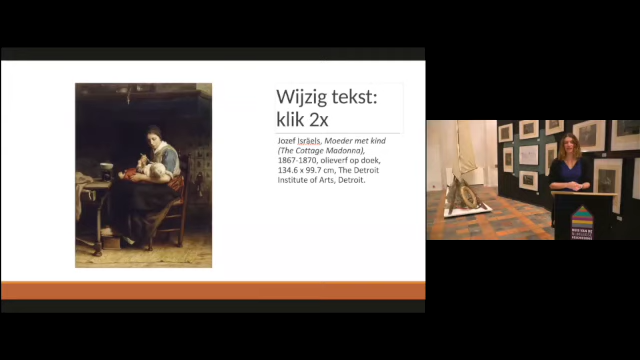 Wijzig tekst:
klik 2x
Jozef Israëls, Moeder met kind
(The Cottage Madonna),
1867-1870, olieverf op doek,
134.6 x 99.7 cm, The Detroit
Institute of Arts, Detroit.